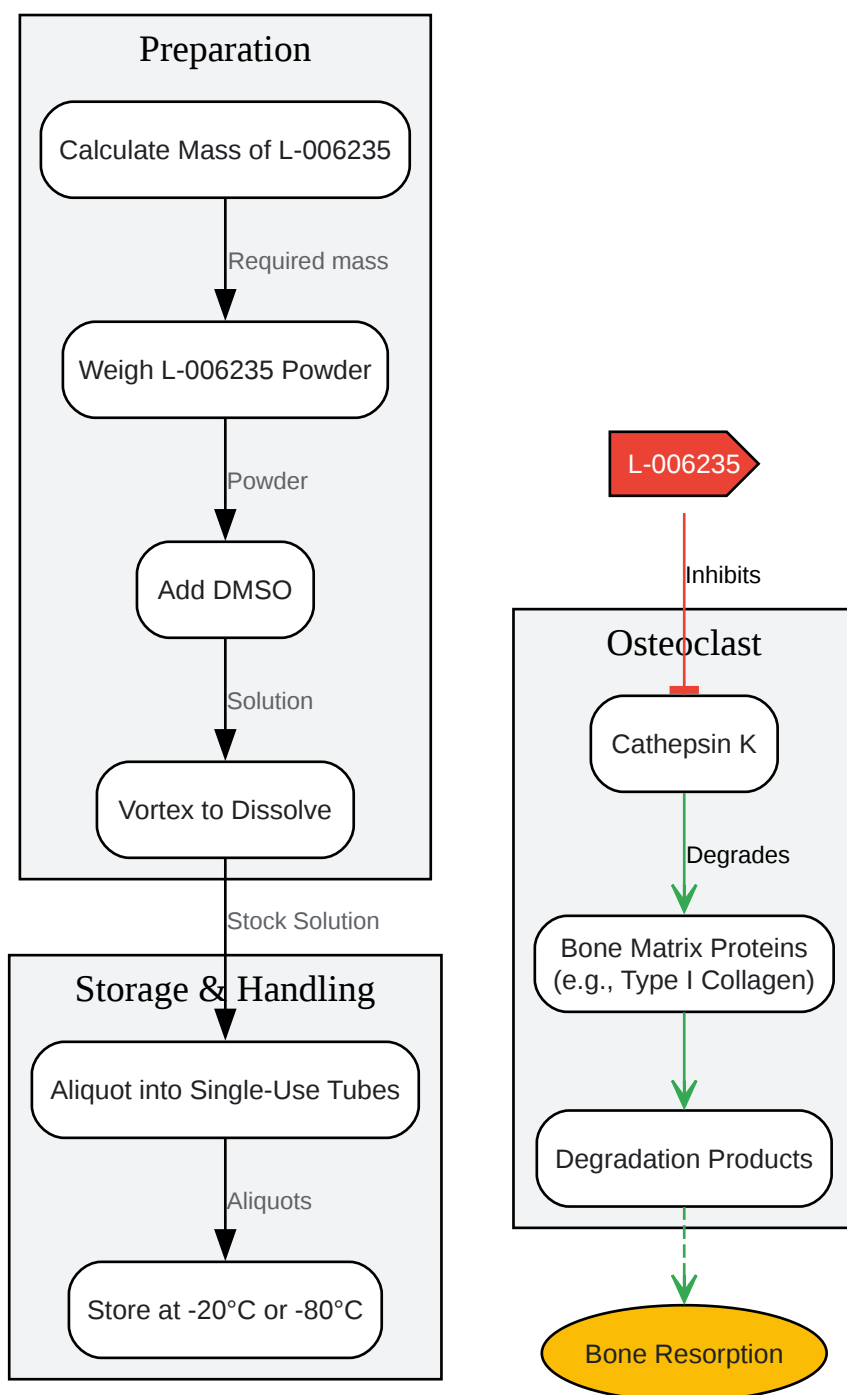 Preparation
Calculate Mass of L-006235
Required mass
Weigh L-006235 Powder
Powder
Add DMSO
Solution
Vortex to Dissolve
Stock Solution
Storage & Handling
Aliquot into Single-Use Tubes
Aliquots
Store at -20°C or -80°C
L-006235
Inhibits
Osteoclast
Cathepsin K
Degrades
Bone Matrix Proteins
(e.g., Type I Collagen)
Degradation Products
Bone Resorption